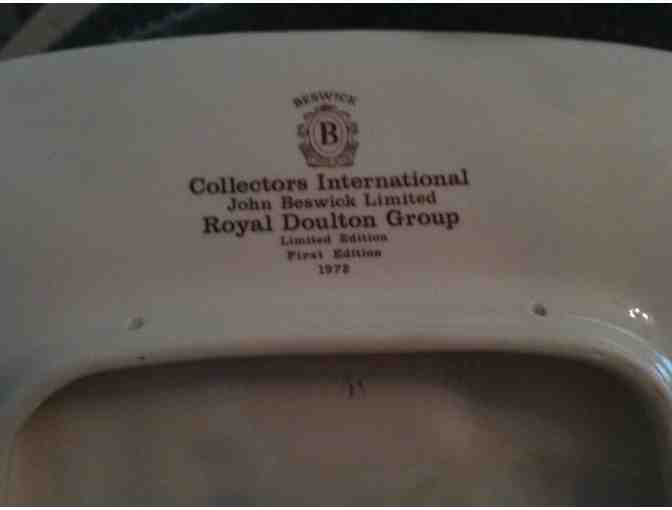 BESWICK
B
Collectors International
John Beswick Limited
Royal Doulton Group
Limited Edition
First Edition
1972